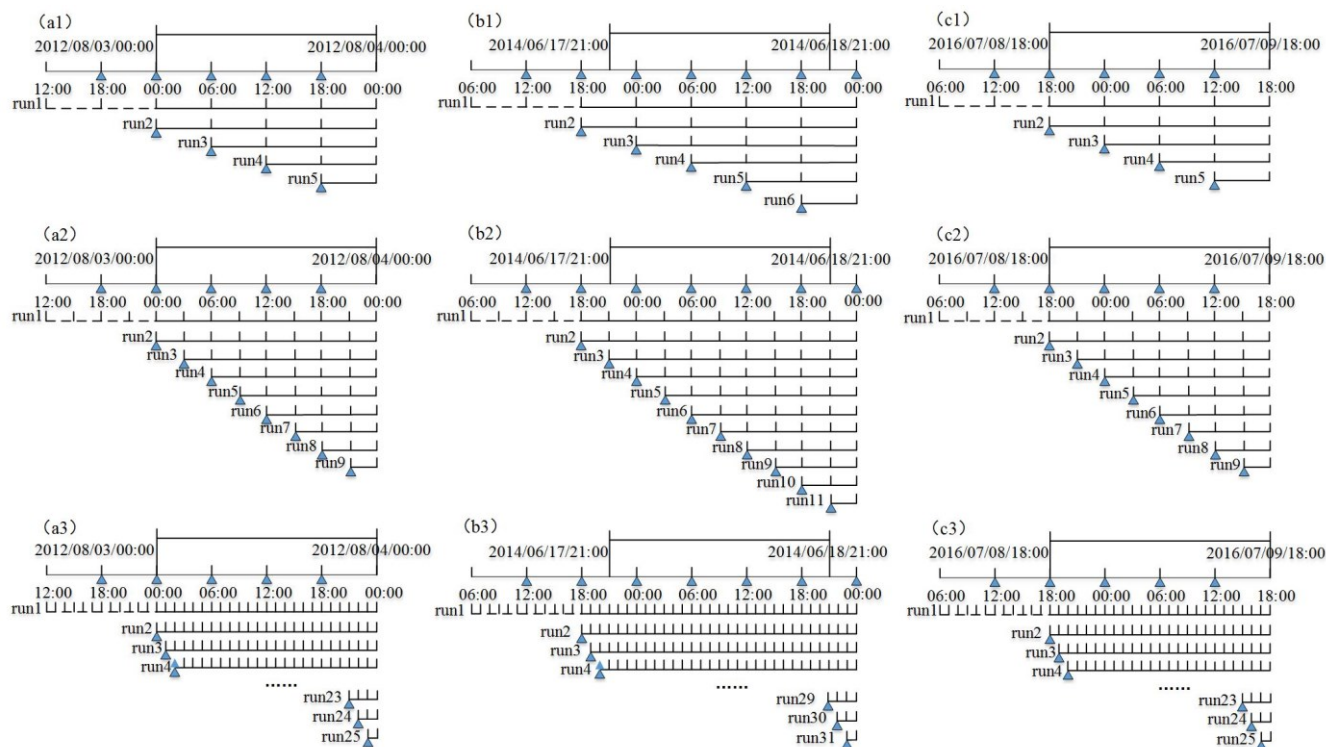 （a1）
2012/08/03/00:00 2012/08/04/00:00
12:00 18:00 00:00 06:00 12:00 18:00 00:00
run1
run2
run3
run4
run5
（b1）
2014/06/17/21:00 2014/06/18/21:00
06:00 12:00 18:00 00:00 06:00 12:00 18:00 00:00
run1
run2
run3
run4
run5
run6
（c1）
2016/07/08/18:00 2016/07/09/18:00
06:00 12:00 18:00 00:00 06:00 12:00 18:00
run1
run2
run3
run4
run5
（a2）
2012/08/03/00:00 2012/08/04/00:00
12:00 18:00 00:00 06:00 12:00 18:00 00:00
run1
run2
run3
run4
run5
run6
run7
run8
run9
（b2）
2014/06/17/21:00 2014/06/18/21:00
06:00 12:00 18:00 00:00 06:00 12:00 18:00 00:00
run1
run2
run3
run4
run5
run6
run7
run8
run9
run10
run11
（c2）
2016/07/08/18:00 2016/07/09/18:00
06:00 12:00 18:00 00:00 06:00 12:00 18:00
run1
run2
run3
run4
run5
run6
run7
run8
run9
（a3）
2012/08/03/00:00 2012/08/04/00:00
12:00 18:00 00:00 06:00 12:00 18:00 00:00
run1
run2
run3
run4
......
run23
run24
run25
（b3）
2014/06/17/21:00 2014/06/18/21:00
06:00 12:00 18:00 00:00 06:00 12:00 18:00 00:00
run1
run2
run3
run4
......
run29
run30
run31
（c3）
2016/07/08/18:00 2016/07/09/18:00
06:00 12:00 18:00 00:00 06:00 12:00 18:00
run1
run2
run3
run4
......
run23
run24
run25